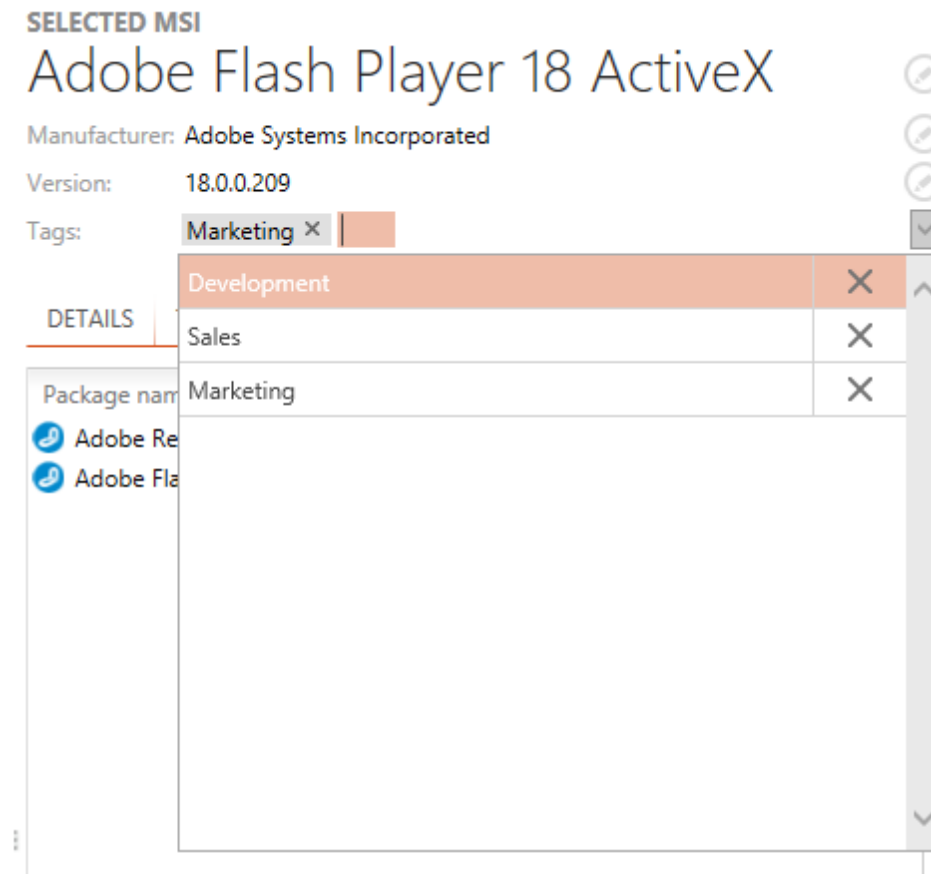 SELECTED MSI
Adobe Flash Player 18 ActiveX
Manufacturer: Adobe Systems Incorporated
Version: 18.0.0.209
Tags: Marketing ×
Development
DETAILS
Sales
Package nam
Marketing
Adobe Re
Adobe Fla